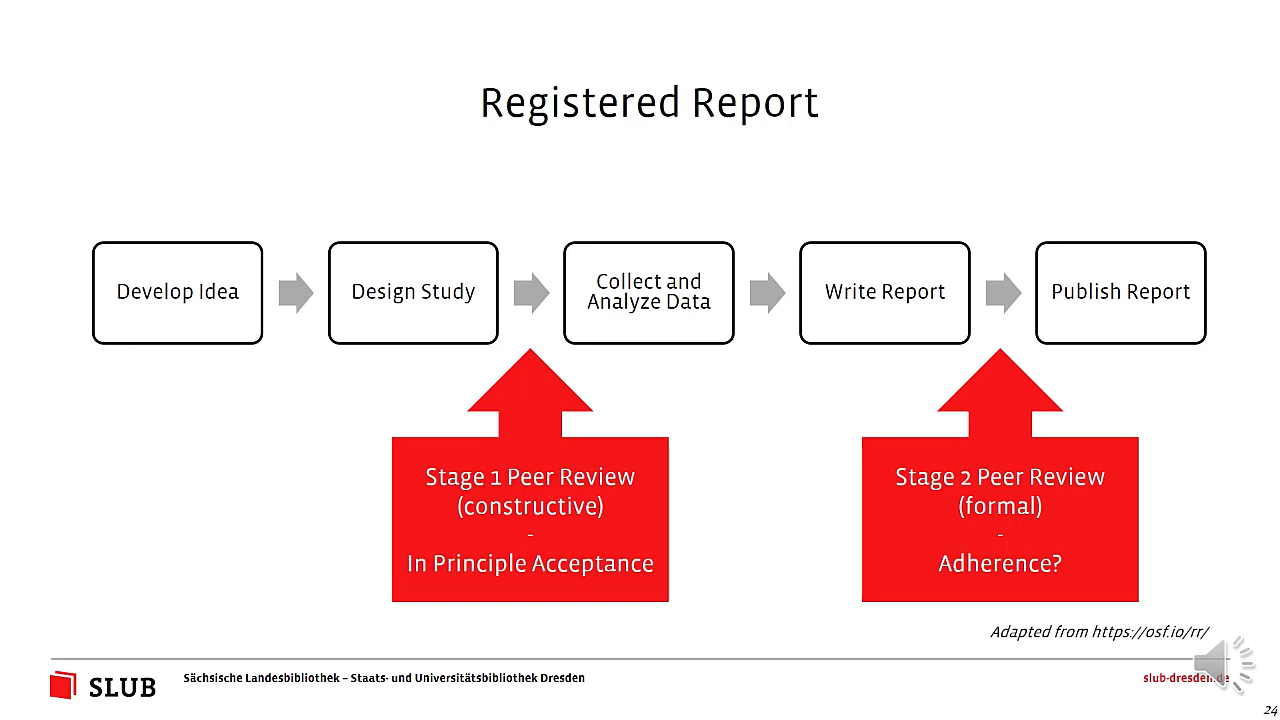 Registered Report
Develop Idea
Design Study
Collect and
Analyze Data
Write Report
Publish Report
Stage 1 Peer Review
(constructive)
-
In Principle Acceptance
Stage 2 Peer Review
(formal)
-
Adherence?
Adapted from https://osf.io/rr/
SLUB
Sächsische Landesbibliothek – Staats- und Universitätsbibliothek Dresden
slub-dresden.de
24